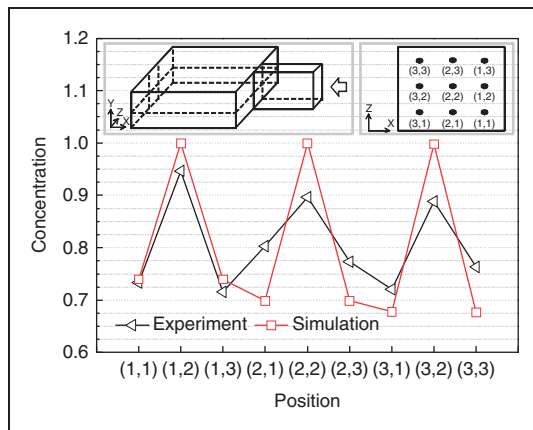 1.2
1.1
1.0
0.9
0.8
0.7
0.6
Concentration
Y
Z
X
Z
X
(3,3) (2,3) (1,3)
(3,2) (2,2) (1,2)
(3,1) (2,1) (1,1)
Experiment Simulation
(1,1) (1,2) (1,3) (2,1) (2,2) (2,3) (3,1) (3,2) (3,3)
Position